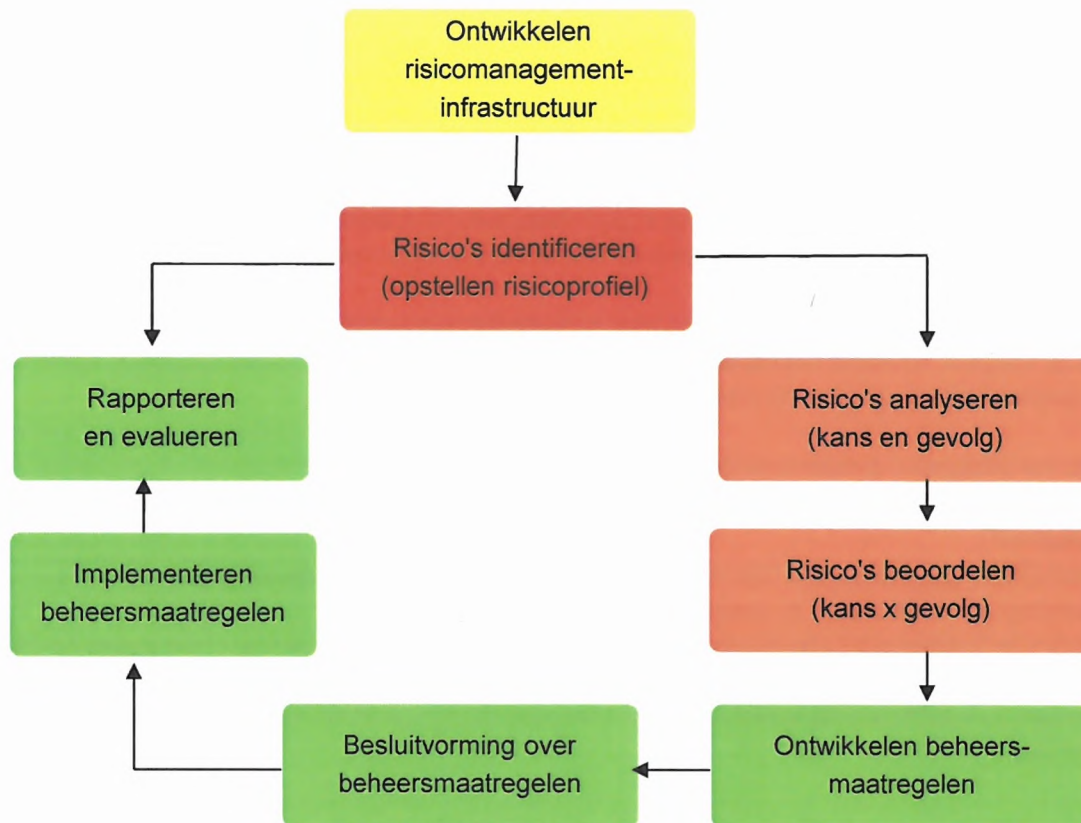 Ontwikkelen
risicomanagement-
infrastructuur
Risico's identificeren
(opstellen risicoprofiel)
Rapporteren
en evalueren
Risico's analyseren
(kans en gevolg)
Implementeren
beheersmaatregelen
Risico's beoordelen
(kans x gevolg)
Besluitvorming over
beheersmaatregelen
Ontwikkelen beheers-
maatregelen